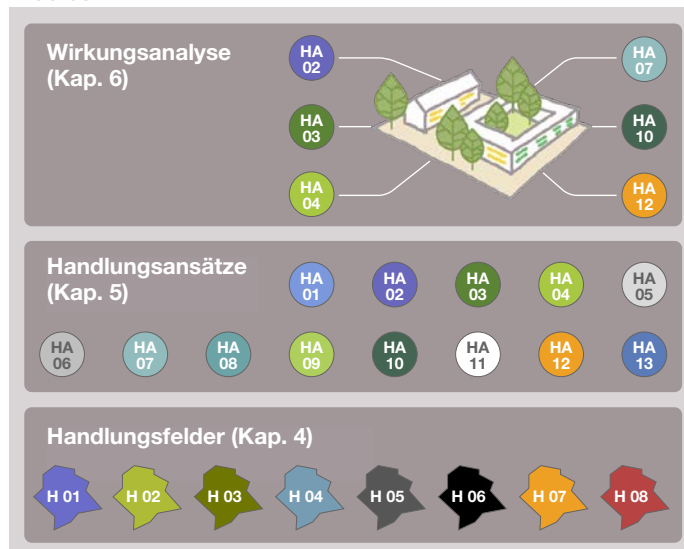 Wirkungsanalyse
(Kap. 6)
HA
02
HA
07
HA
03
HA
10
HA
04
HA
12
Handlungsansätze
(Kap. 5)
HA
01
HA
02
HA
03
HA
04
HA
05
HA
06
HA
07
HA
08
HA
09
HA
10
HA
11
HA
12
HA
13
Handlungsfelder (Kap. 4)
H 01
H 02
H 03
H 04
H 05
H 06
H 07
H 08